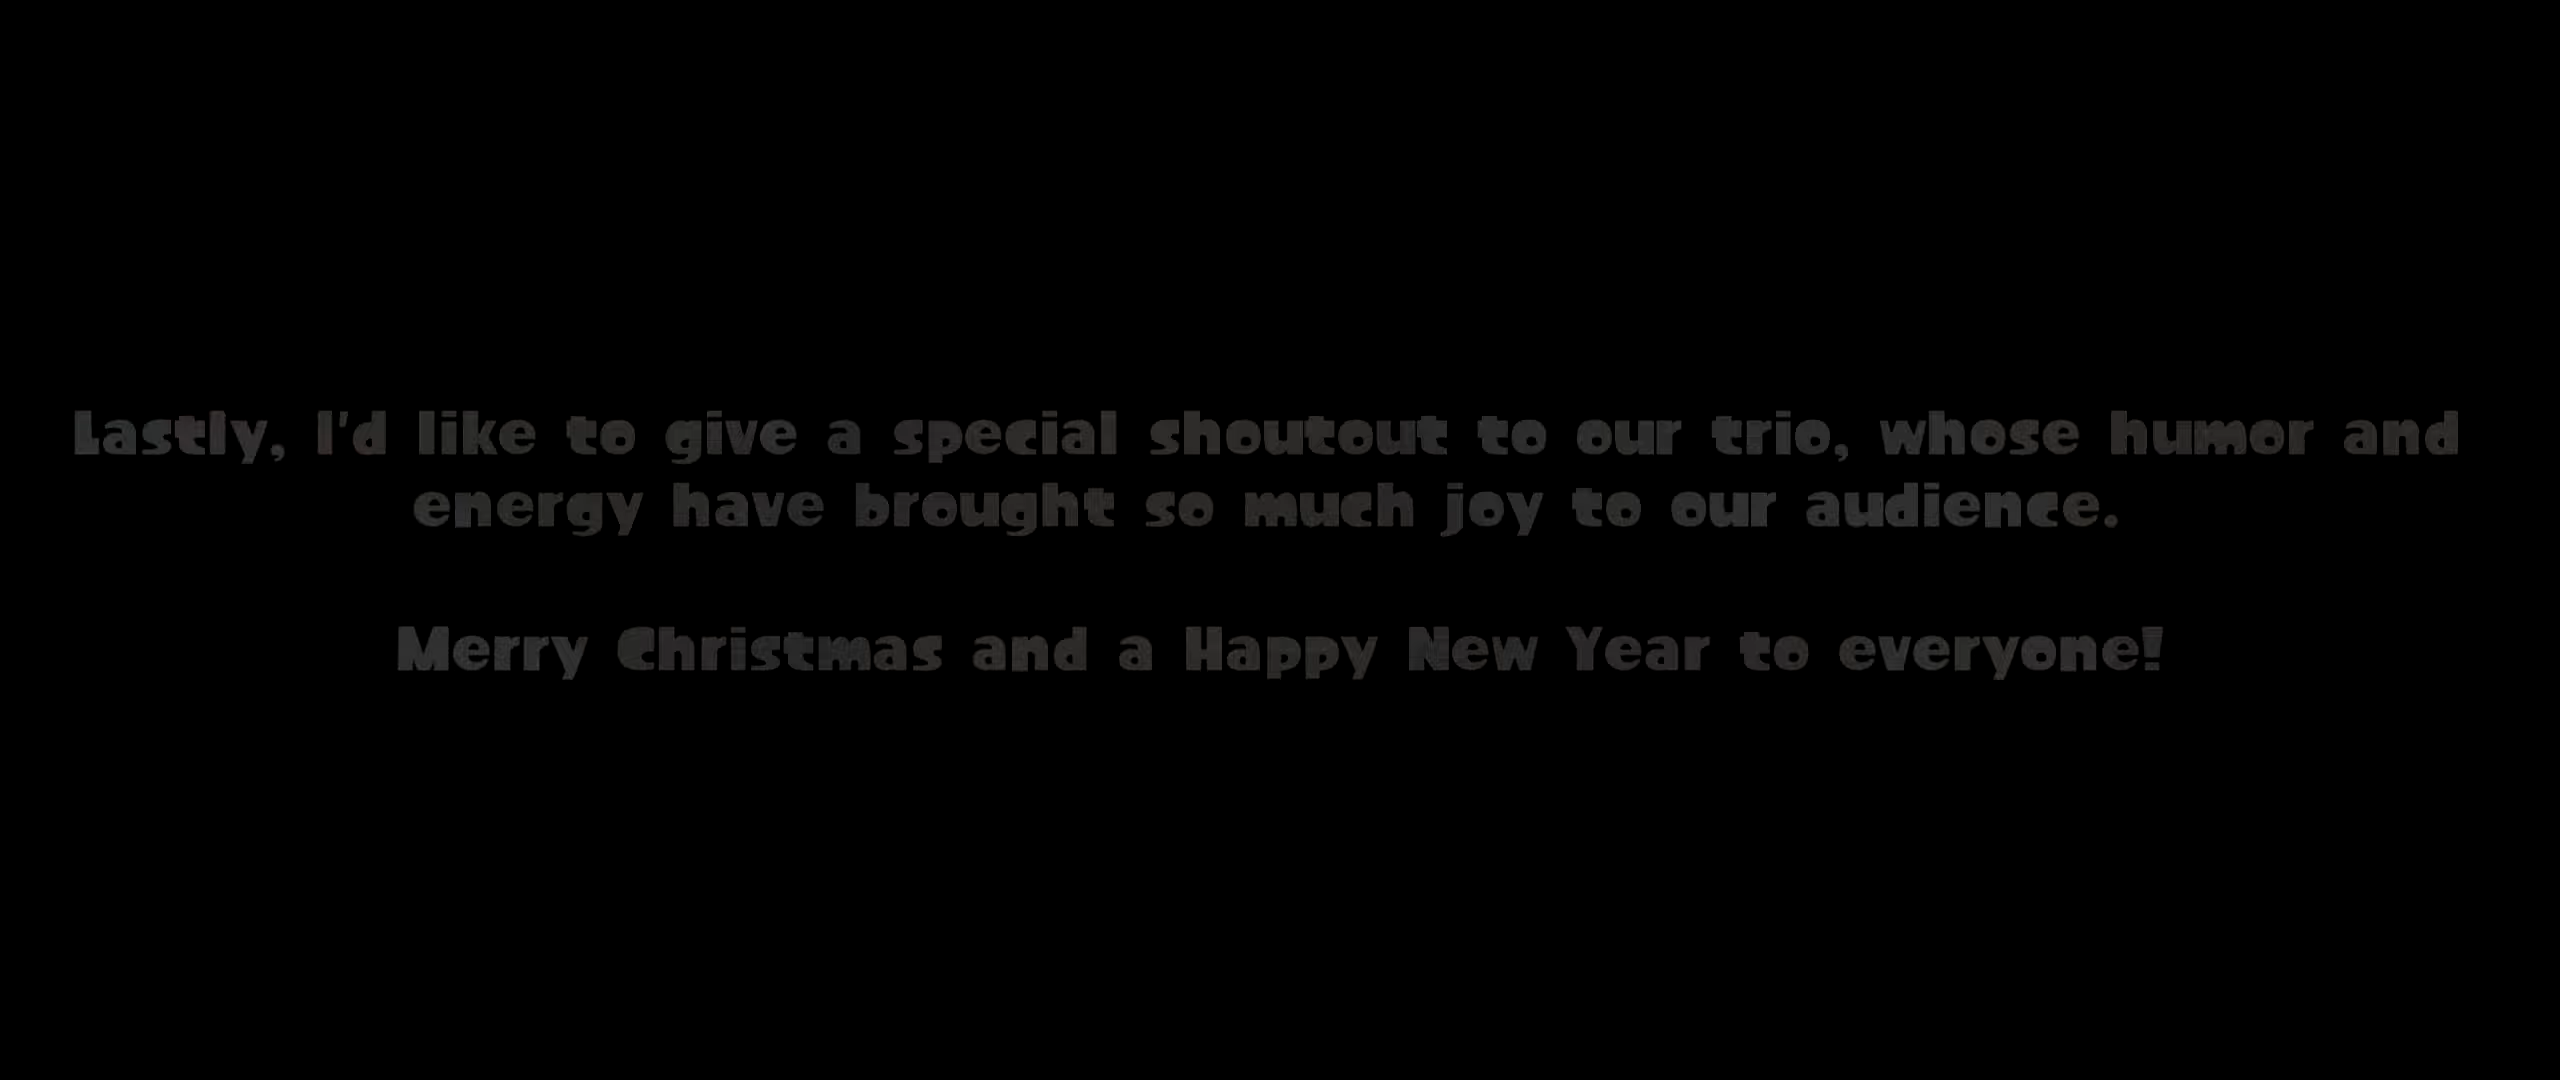 Lastly, I'd like to give a special shoutout to our trio, whose humor and
energy have brought so much joy to our audience.
Merry Christmas and a Happy New Year to everyone!